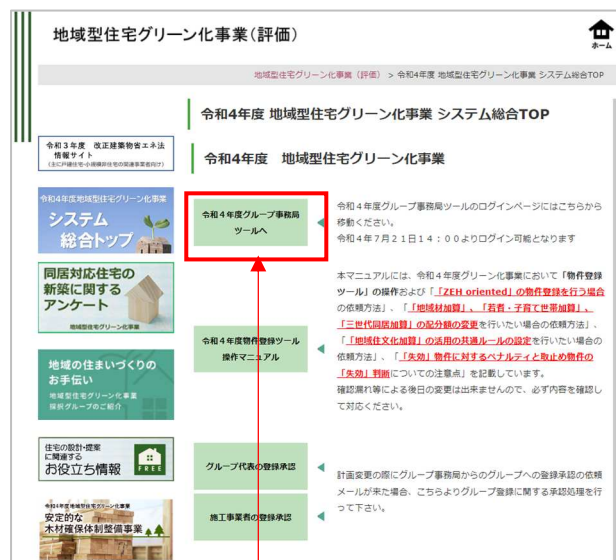 地域型住宅グリーン化事業(評価)
ホーム
地域型住宅グリーン化事業（評価） > 令和4年度 地域型住宅グリーン化事業 システム総合TOP
令和4年度 地域型住宅グリーン化事業 システム総合TOP
令和3年度 改正建築物省エネ法
情報サイト
(主に戸建住宅・小規模非住宅の関連事業者向け)
令和4年度 地域型住宅グリーン化事業
令和4年度地域型住宅グリーン化事業
システム
総合トップ
令和４年度グループ事務局
ツールへ
令和４年度グループ事務局ツールのログインページにはこちらから
移動ください。
令和４年７月２１日１４：００よりログイン可能となります
同居対応住宅の
新築に関する
アンケート
地域型住宅グリーン化事業
令和４年度物件登録ツール
操作マニュアル
本マニュアルには、令和４年度グリーン化事業において「物件登録
ツール」の操作および「「ZEH oriented」の物件登録を行う場合
の依頼方法」、「「地域材加算」、「若者・子育て世帯加算」、
「三世代同居加算」の配分額の変更を行いたい場合の依頼方法」、
「「地域住文化加算」の活用の共通ルールの設定を行いたい場合の
依頼方法」、「「失効」物件に対するペナルティと取止め物件の
「失効」判断についての注意点」を記載しています。
確認漏れ等による後日の変更は出来ませんので、必ず内容を確認し
て対応ください。
地域の住まいづくりの
お手伝い
地域型住宅グリーン化事業
採択グループのご紹介
住宅の設計・提案
に関連する
お役立ち情報
FREE
グループ代表の登録承認
計画変更の際にグループ事務局からのグループへの登録承認の依頼
メールが来た場合、こちらよりグループ登録に関する承認処理を行
って下さい。
施工事業者の登録承認
令和4年度地域型住宅グリーン化事業
安定的な
木材確保体制整備事業